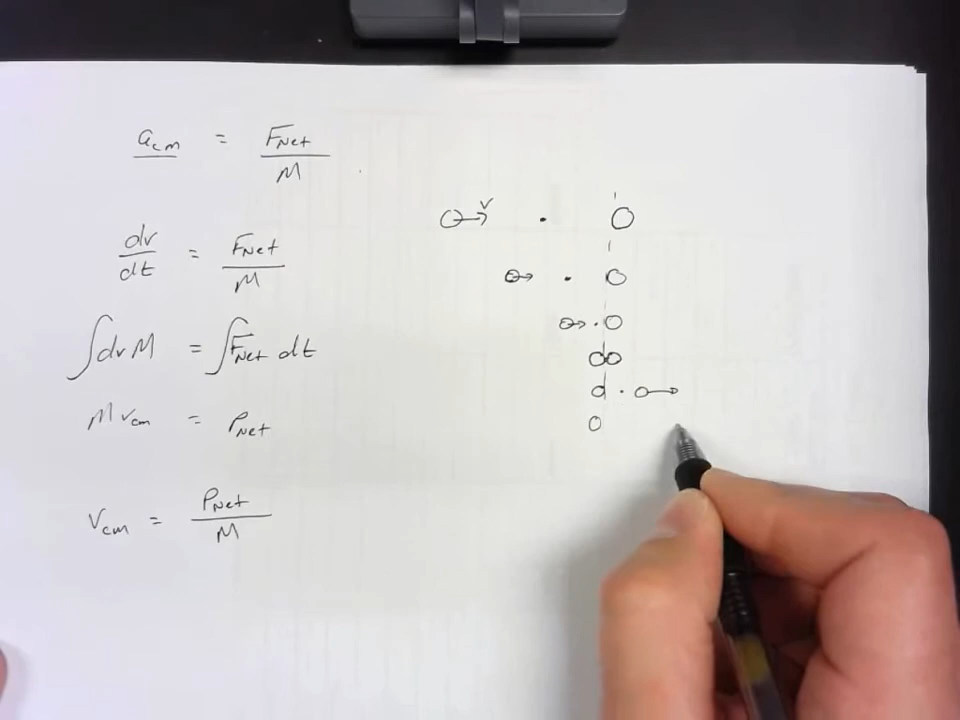 a_cm = F_Net / M
v
dv/dt = F_Net / M
∫dv M = ∫F_Net dt
M v_cm = P_Net
v_cm = P_Net / M